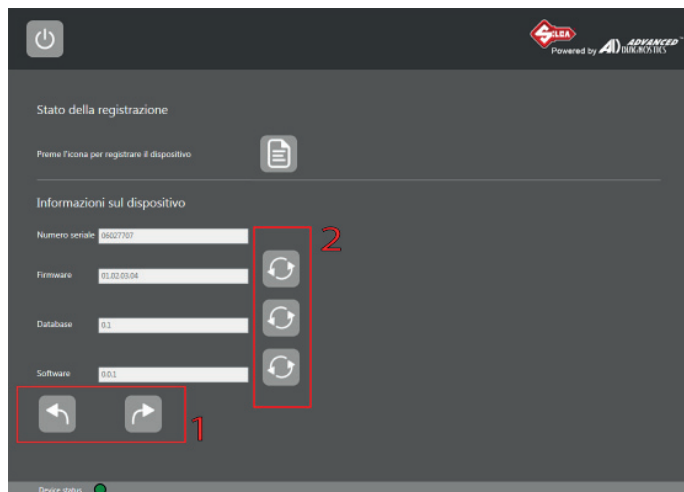 SILCA
Powered by AD ADVANCED DIAGNOSTICS
Stato della registrazione
Preme l'icona per registrare il dispositivo
Informazioni sul dispositivo
Numero seriale 06027707
2
Firmware 01.02.03.04
Database 0.1
Software 0.0.1
1
Device status